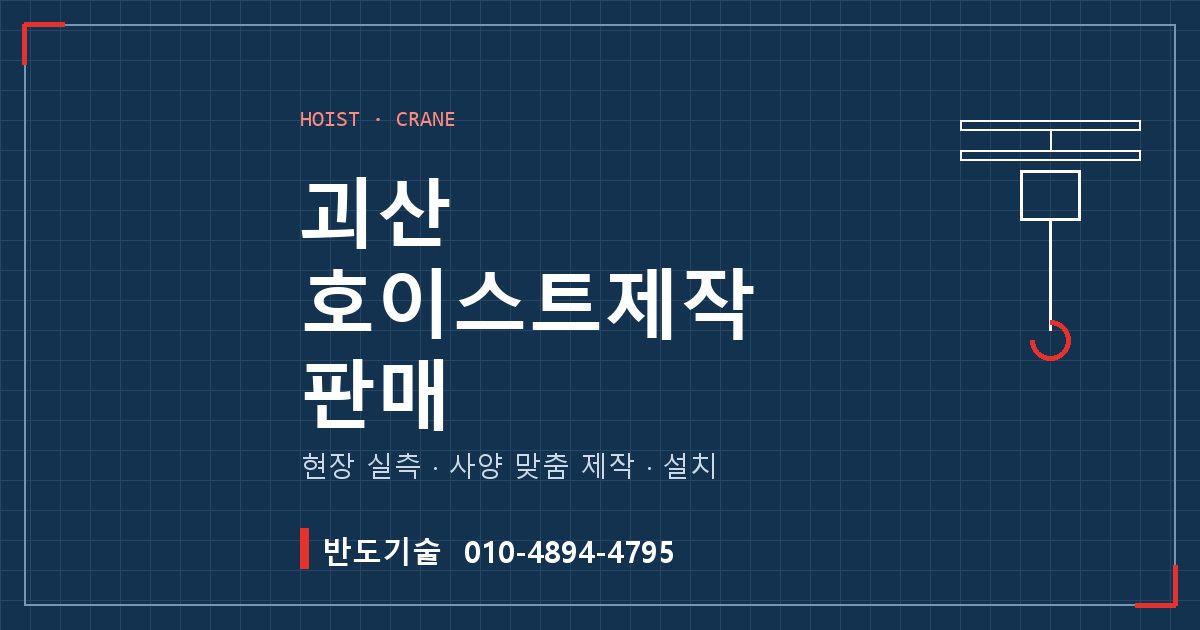 HOIST · CRANE
괴산
호이스트제작
판매
현장 실측 · 사양 맞춤 제작 · 설치
반도기술 010-4894-4795